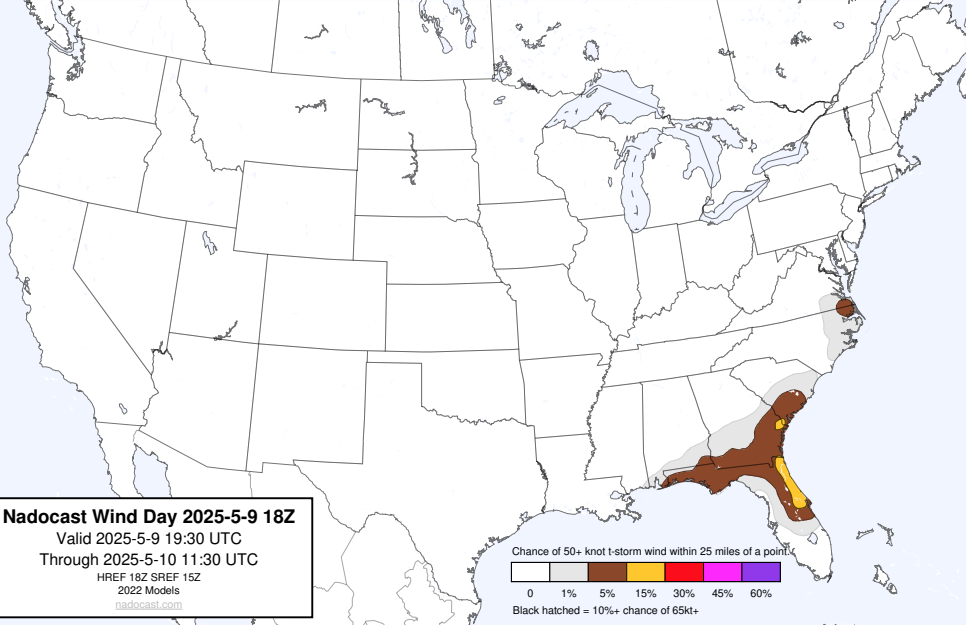 Nadocast Wind Day 2025-5-9 18Z
Valid 2025-5-9 19:30 UTC
Through 2025-5-10 11:30 UTC
HREF 18Z SREF 15Z
2022 Models
nadocast.com
Chance of 50+ knot t-storm wind within 25 miles of a point.
0 1% 5% 15% 30% 45% 60%
Black hatched = 10%+ chance of 65kt+